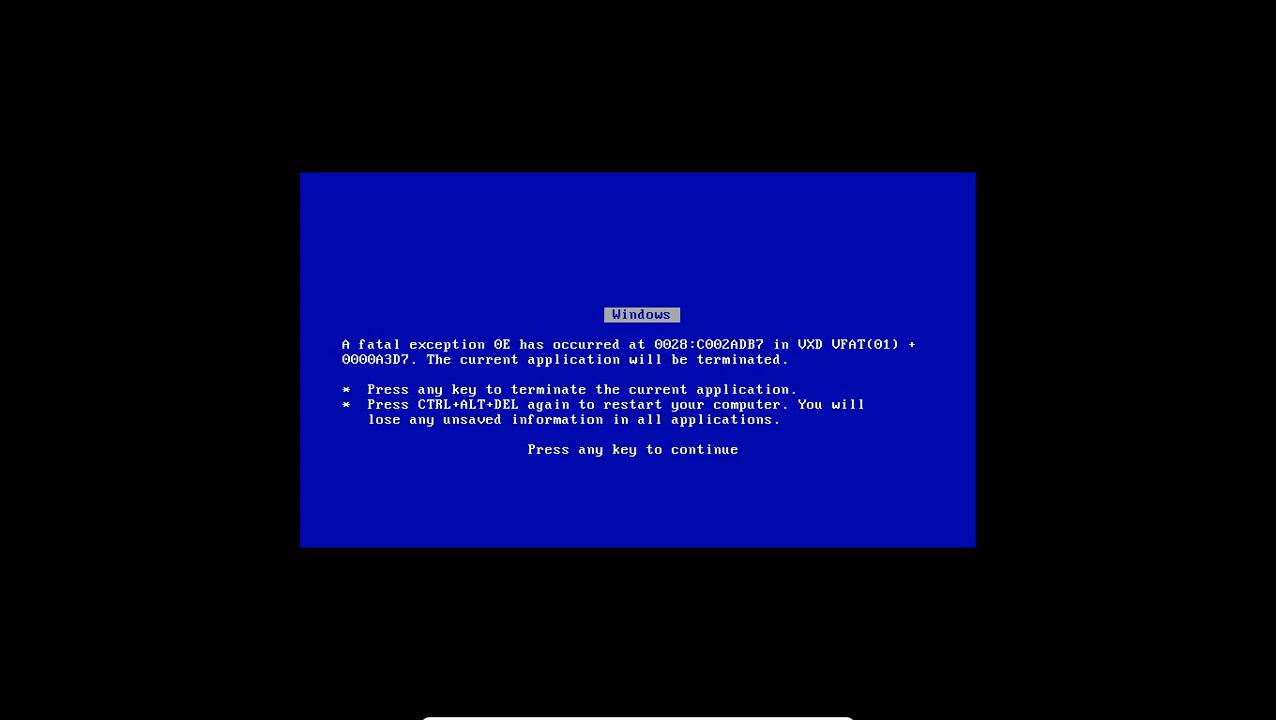 Windows
A fatal exception 0E has occurred at 0028:C002ADB7 in VXD VFAT(01) +
0000A3D7. The current application will be terminated.
* Press any key to terminate the current application.
* Press CTRL+ALT+DEL again to restart your computer. You will
lose any unsaved information in all applications.
Press any key to continue